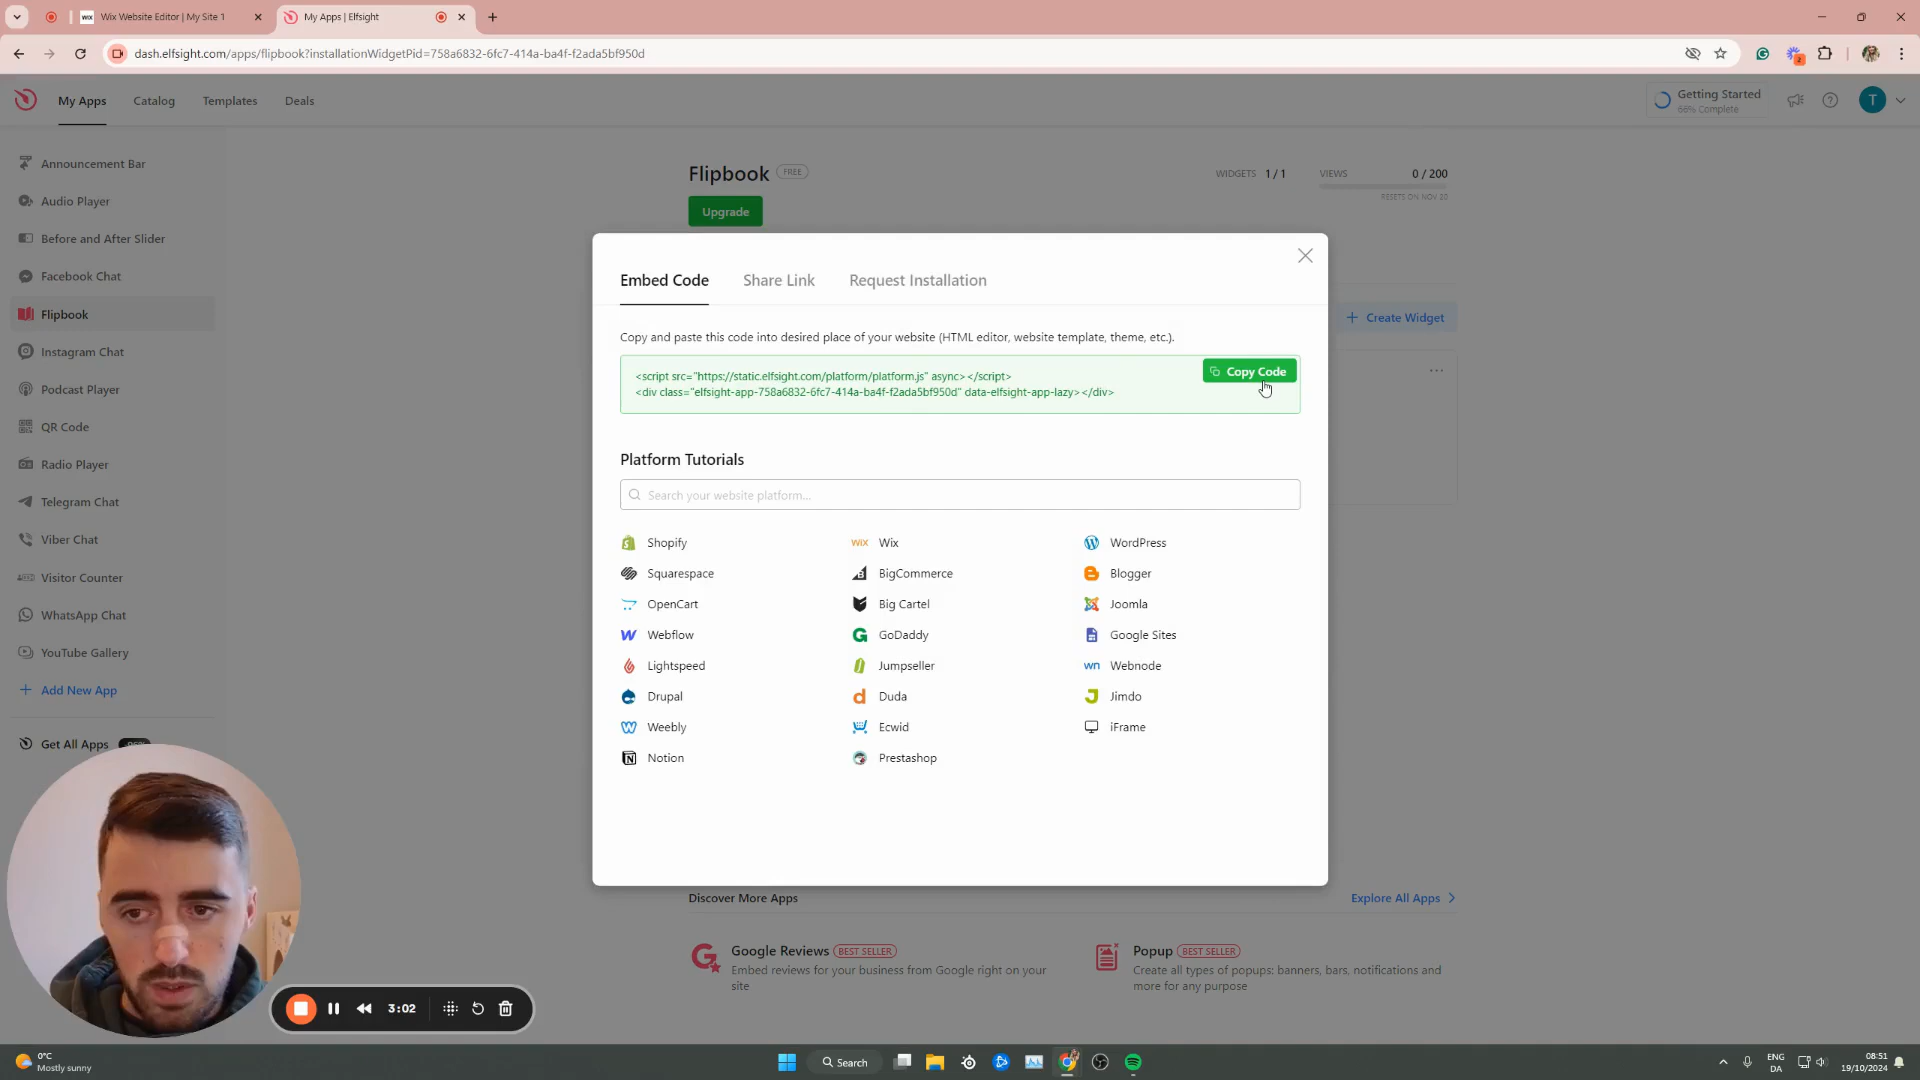 WIX Wix Website Editor | My Site 1
My Apps | Elfsight
dash.elfsight.com/apps/flipbook?installationWidgetPid=758a6832-6fc7-414a-ba4f-f2ada5bf950d
2
My Apps
Catalog
Templates
Deals
Getting Started
66% Complete
T
Announcement Bar
Audio Player
Before and After Slider
Facebook Chat
Flipbook
Instagram Chat
Podcast Player
QR Code
Radio Player
Telegram Chat
Viber Chat
Visitor Counter
WhatsApp Chat
YouTube Gallery
Add New App
Get All Apps
Flipbook FREE
WIDGETS 1 / 1
VIEWS 0 / 200
RESETS ON NOV 20
Upgrade
Create Widget
Embed Code
Share Link
Request Installation
Copy and paste this code into desired place of your website (HTML editor, website template, theme, etc.).
<script src="https://static.elfsight.com/platform/platform.js" async></script>
<div class="elfsight-app-758a6832-6fc7-414a-ba4f-f2ada5bf950d" data-elfsight-app-lazy></div>
Copy Code
Platform Tutorials
Search your website platform...
Shopify
WIX Wix
WordPress
Squarespace
BigCommerce
Blogger
OpenCart
Big Cartel
Joomla
Webflow
GoDaddy
Google Sites
Lightspeed
Jumpseller
wn Webnode
Drupal
Duda
Jimdo
Weebly
Ecwid
iFrame
Notion
Prestashop
Discover More Apps
Explore All Apps
Google Reviews BEST SELLER
Embed reviews for your business from Google right on your
site
Popup BEST SELLER
Create all types of popups: banners, bars, notifications and
more for any purpose
3:02
0°C
Mostly sunny
Search
ENG
DA
08:51
19/10/2024